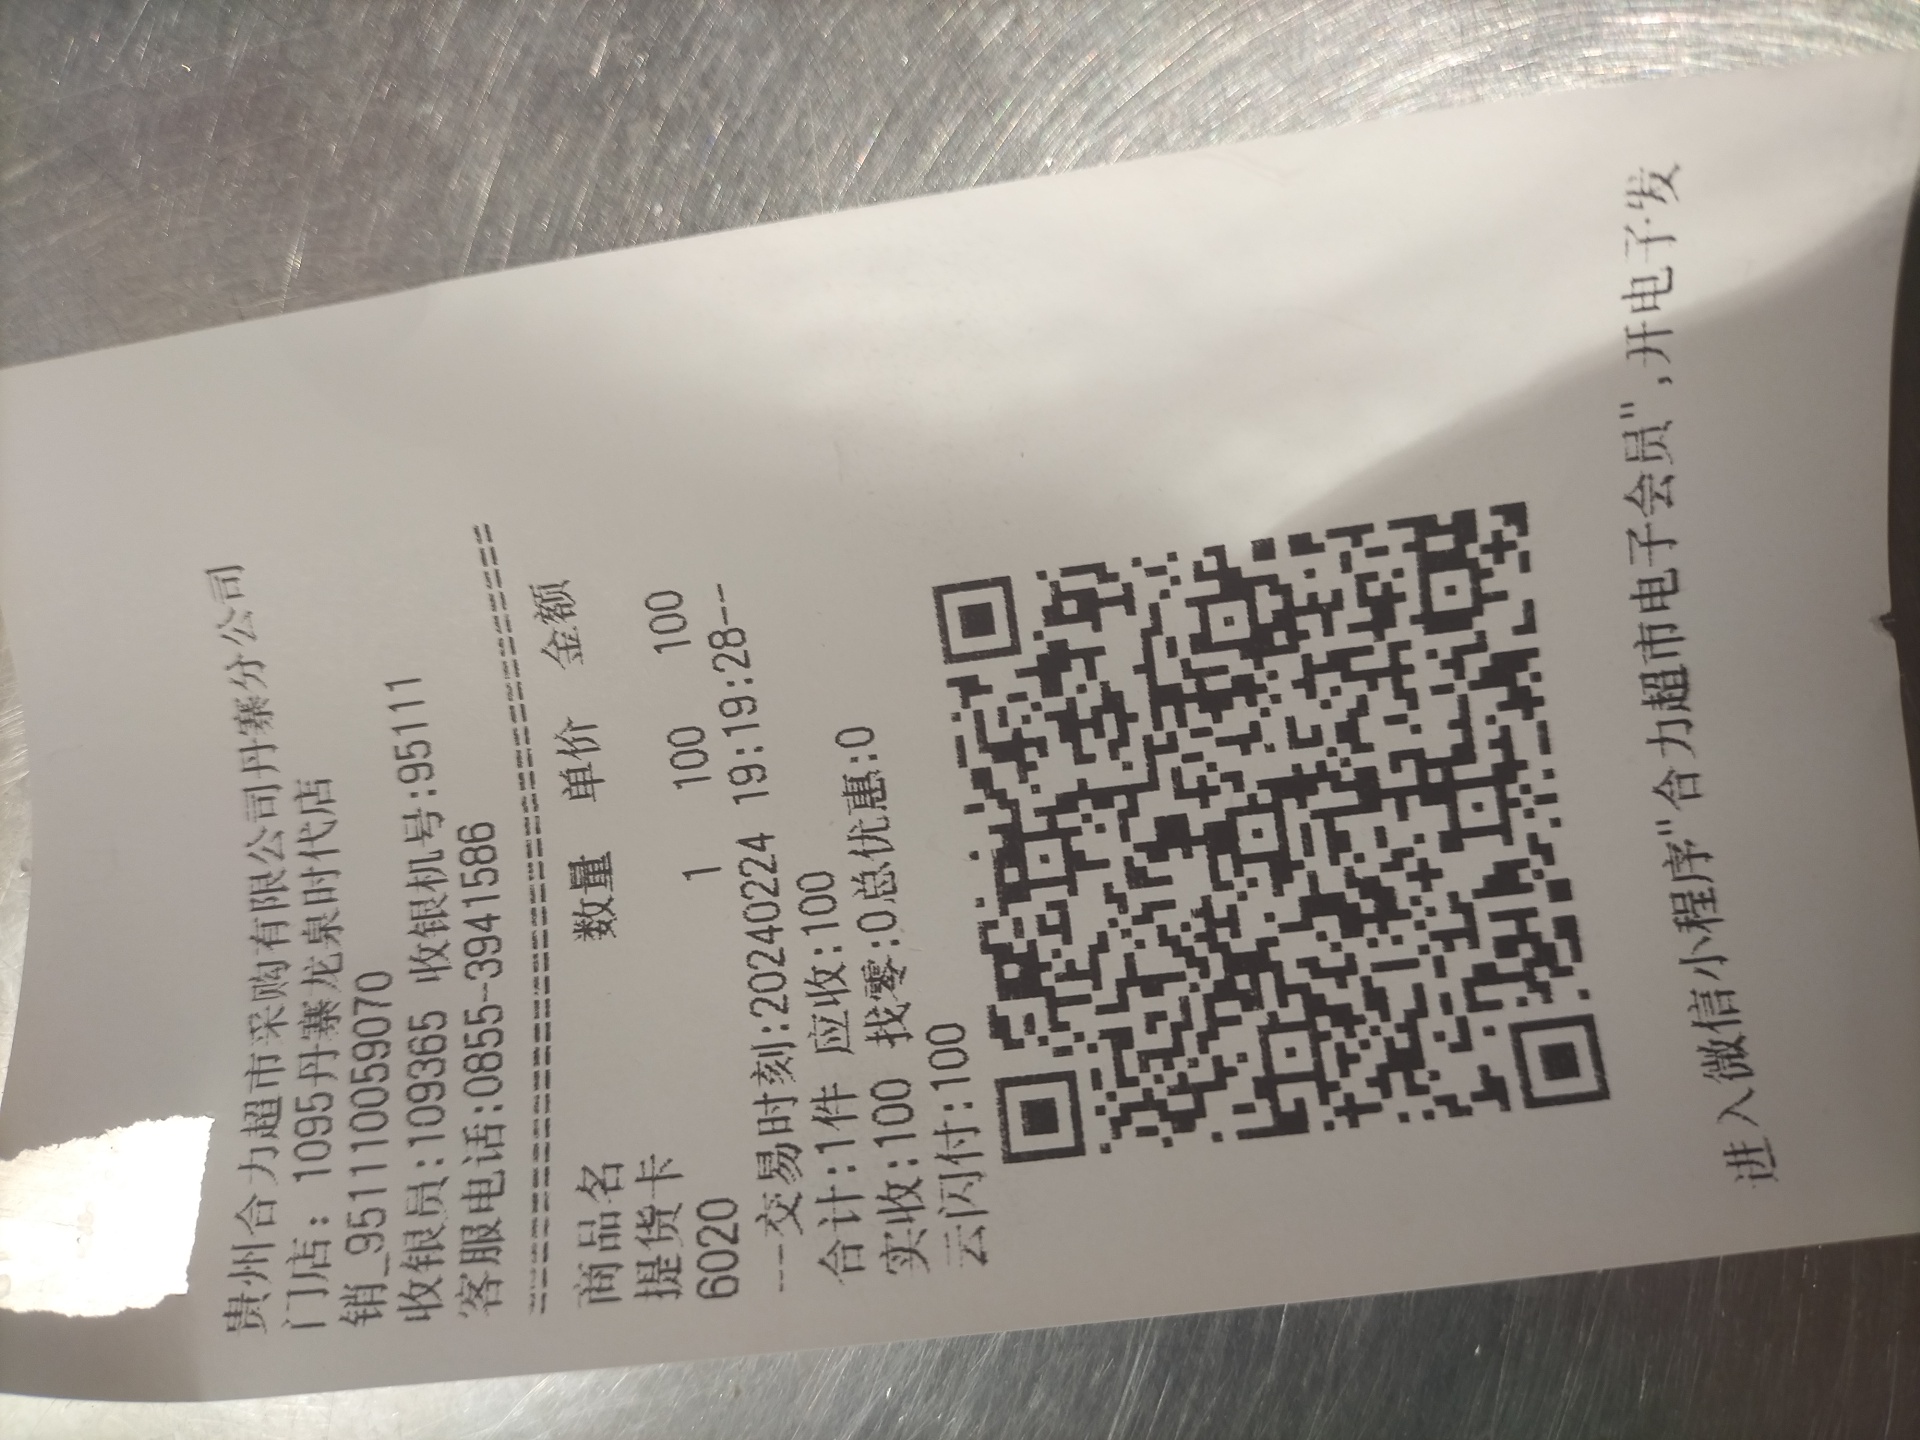 贵州合力超市采购有限公司丹寨分公司
门店: 1095丹寨龙泉时代店
销_951110059070
收银员:109365 收银机号:95111
客服电话:0855-3941586
商品名 数量 单价 金额
提货卡
6020 1 100 100
---交易时刻:20240224 19:19:28--
合计:1件 应收:100
实收:100 找零:0总优惠:0
云闪付:100
进入微信小程序"合力超市电子会员",开电子发